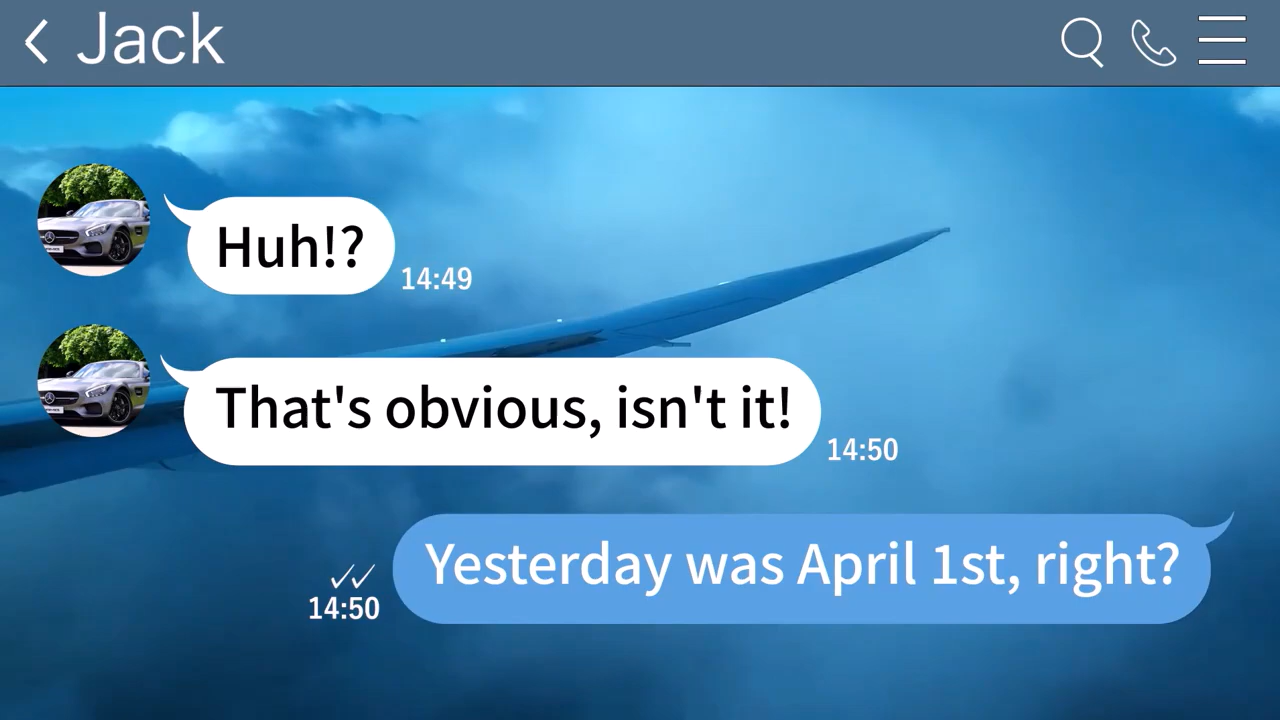 Jack
Huh!?
14:49
That's obvious, isn't it!
14:50
Yesterday was April 1st, right?
14:50